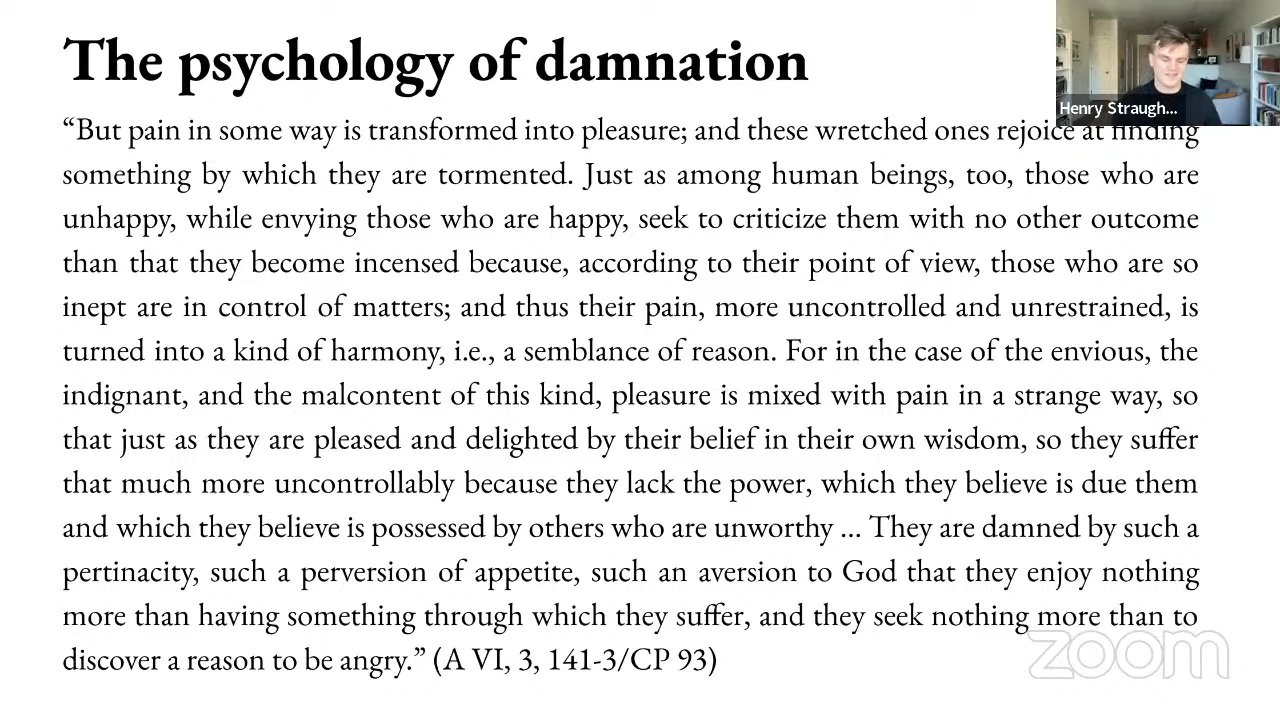 The psychology of damnation
Henry Straugh...
“But pain in some way is transformed into pleasure; and these wretched ones rejoice at finding
something by which they are tormented. Just as among human beings, too, those who are
unhappy, while envying those who are happy, seek to criticize them with no other outcome
than that they become incensed because, according to their point of view, those who are so
inept are in control of matters; and thus their pain, more uncontrolled and unrestrained, is
turned into a kind of harmony, i.e., a semblance of reason. For in the case of the envious, the
indignant, and the malcontent of this kind, pleasure is mixed with pain in a strange way, so
that just as they are pleased and delighted by their belief in their own wisdom, so they suffer
that much more uncontrollably because they lack the power, which they believe is due them
and which they believe is possessed by others who are unworthy ... They are damned by such a
pertinacity, such a perversion of appetite, such an aversion to God that they enjoy nothing
more than having something through which they suffer, and they seek nothing more than to
discover a reason to be angry.” (A VI, 3, 141-3/CP 93)
zoom